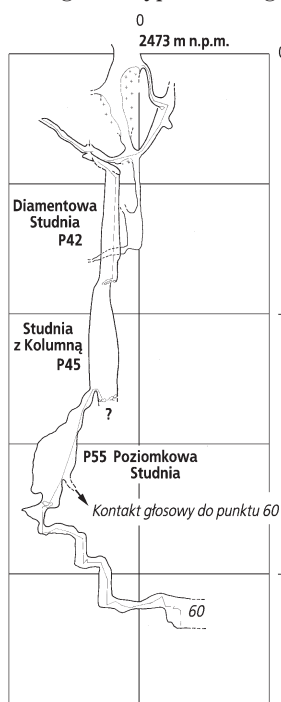 0
2473 m n.p.m.
Diamentowa
Studnia
P42
Studnia
z Kolumną
P45
?
P55 Poziomkowa
Studnia
Kontakt głosowy do punktu 60
60